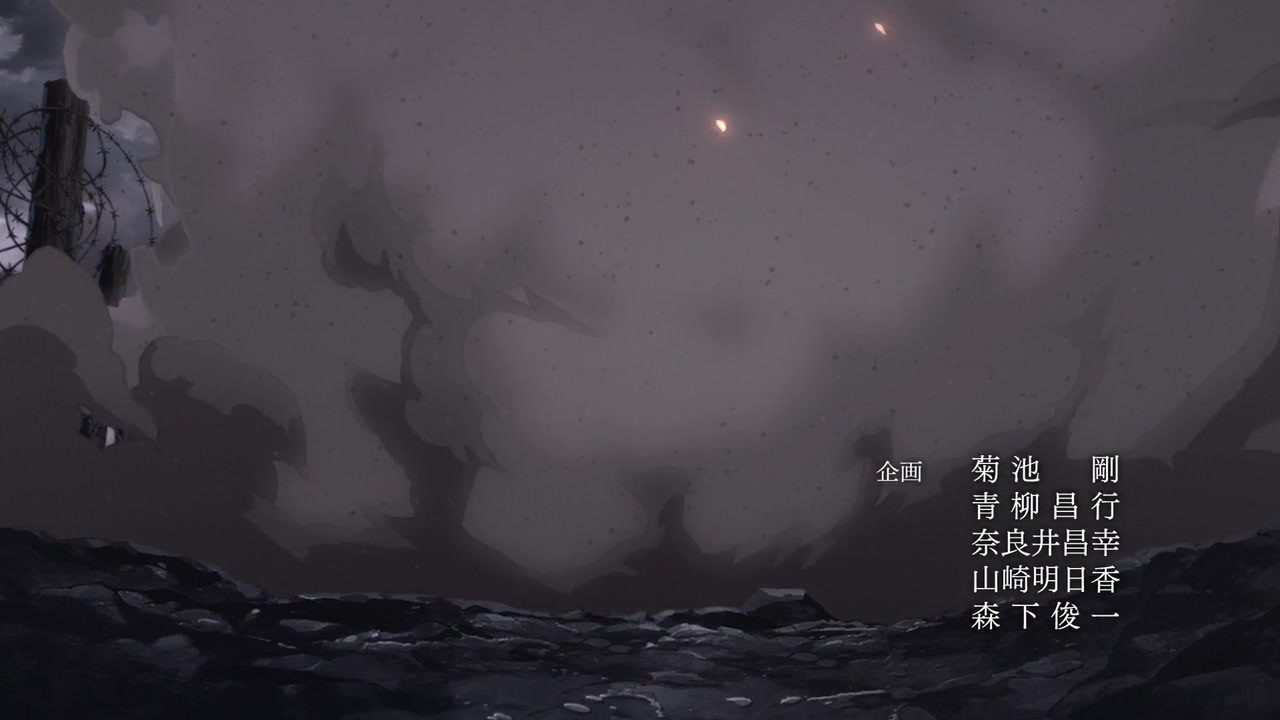 企画 菊池 剛
青柳昌行
奈良井昌幸
山崎明日香
森下俊一